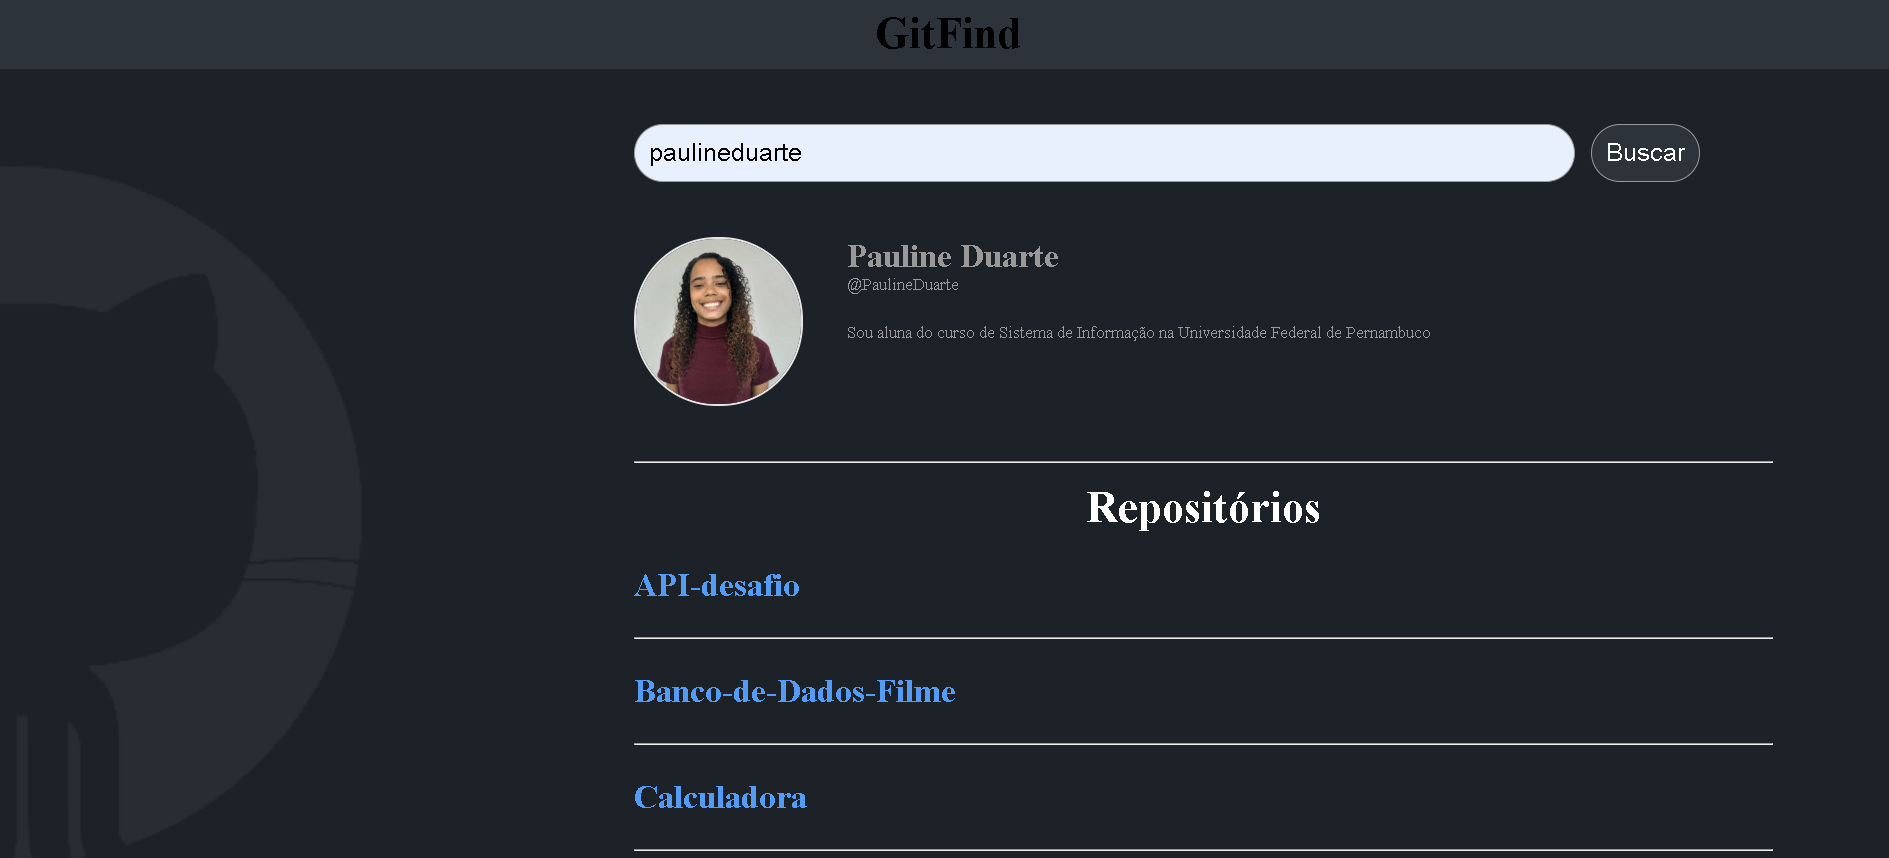 GitFind
paulineduarte
Buscar
Pauline Duarte
@PaulineDuarte
Sou aluna do curso de Sistema de Informação na Universidade Federal de Pernambuco
Repositórios
API-desafio
Banco-de-Dados-Filme
Calculadora